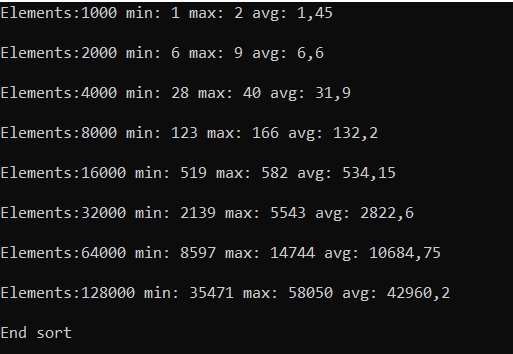 Elements:1000 min: 1 max: 2 avg: 1,45
Elements:2000 min: 6 max: 9 avg: 6,6
Elements:4000 min: 28 max: 40 avg: 31,9
Elements:8000 min: 123 max: 166 avg: 132,2
Elements:16000 min: 519 max: 582 avg: 534,15
Elements:32000 min: 2139 max: 5543 avg: 2822,6
Elements:64000 min: 8597 max: 14744 avg: 10684,75
Elements:128000 min: 35471 max: 58050 avg: 42960,2
End sort